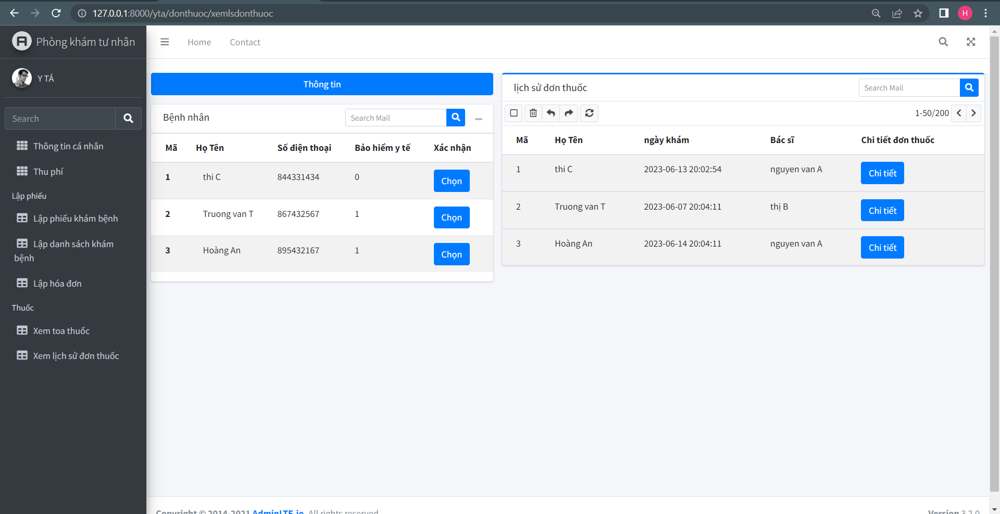 127.0.0.1:8000/yta/donthuoc/xemlsdonthuoc
H
A Phòng khám tư nhân
Home
Contact
Y TÁ
Search
Thông tin cá nhân
Thu phí
Lập phiếu
Lập phiếu khám bệnh
Lập danh sách khám
bệnh
Lập hóa đơn
Thuốc
Xem toa thuốc
Xem lịch sử đơn thuốc
Thông tin
Bệnh nhân
Search Mail
Mã Họ Tên Số điện thoại Bảo hiểm y tế Xác nhận
1 thi C 844331434 0 Chọn
2 Truong van T 867432567 1 Chọn
3 Hoàng An 895432167 1 Chọn
lịch sử đơn thuốc
Search Mail
1-50/200
Mã Họ Tên ngày khám Bác sĩ Chi tiết đơn thuốc
1 thi C 2023-06-13 20:02:54 nguyen van A Chi tiết
2 Truong van T 2023-06-07 20:04:11 thị B Chi tiết
3 Hoàng An 2023-06-14 20:04:11 nguyen van A Chi tiết
Copyright © 2014-2021 AdminLTE.io. All rights reserved.
Version 3.2.0